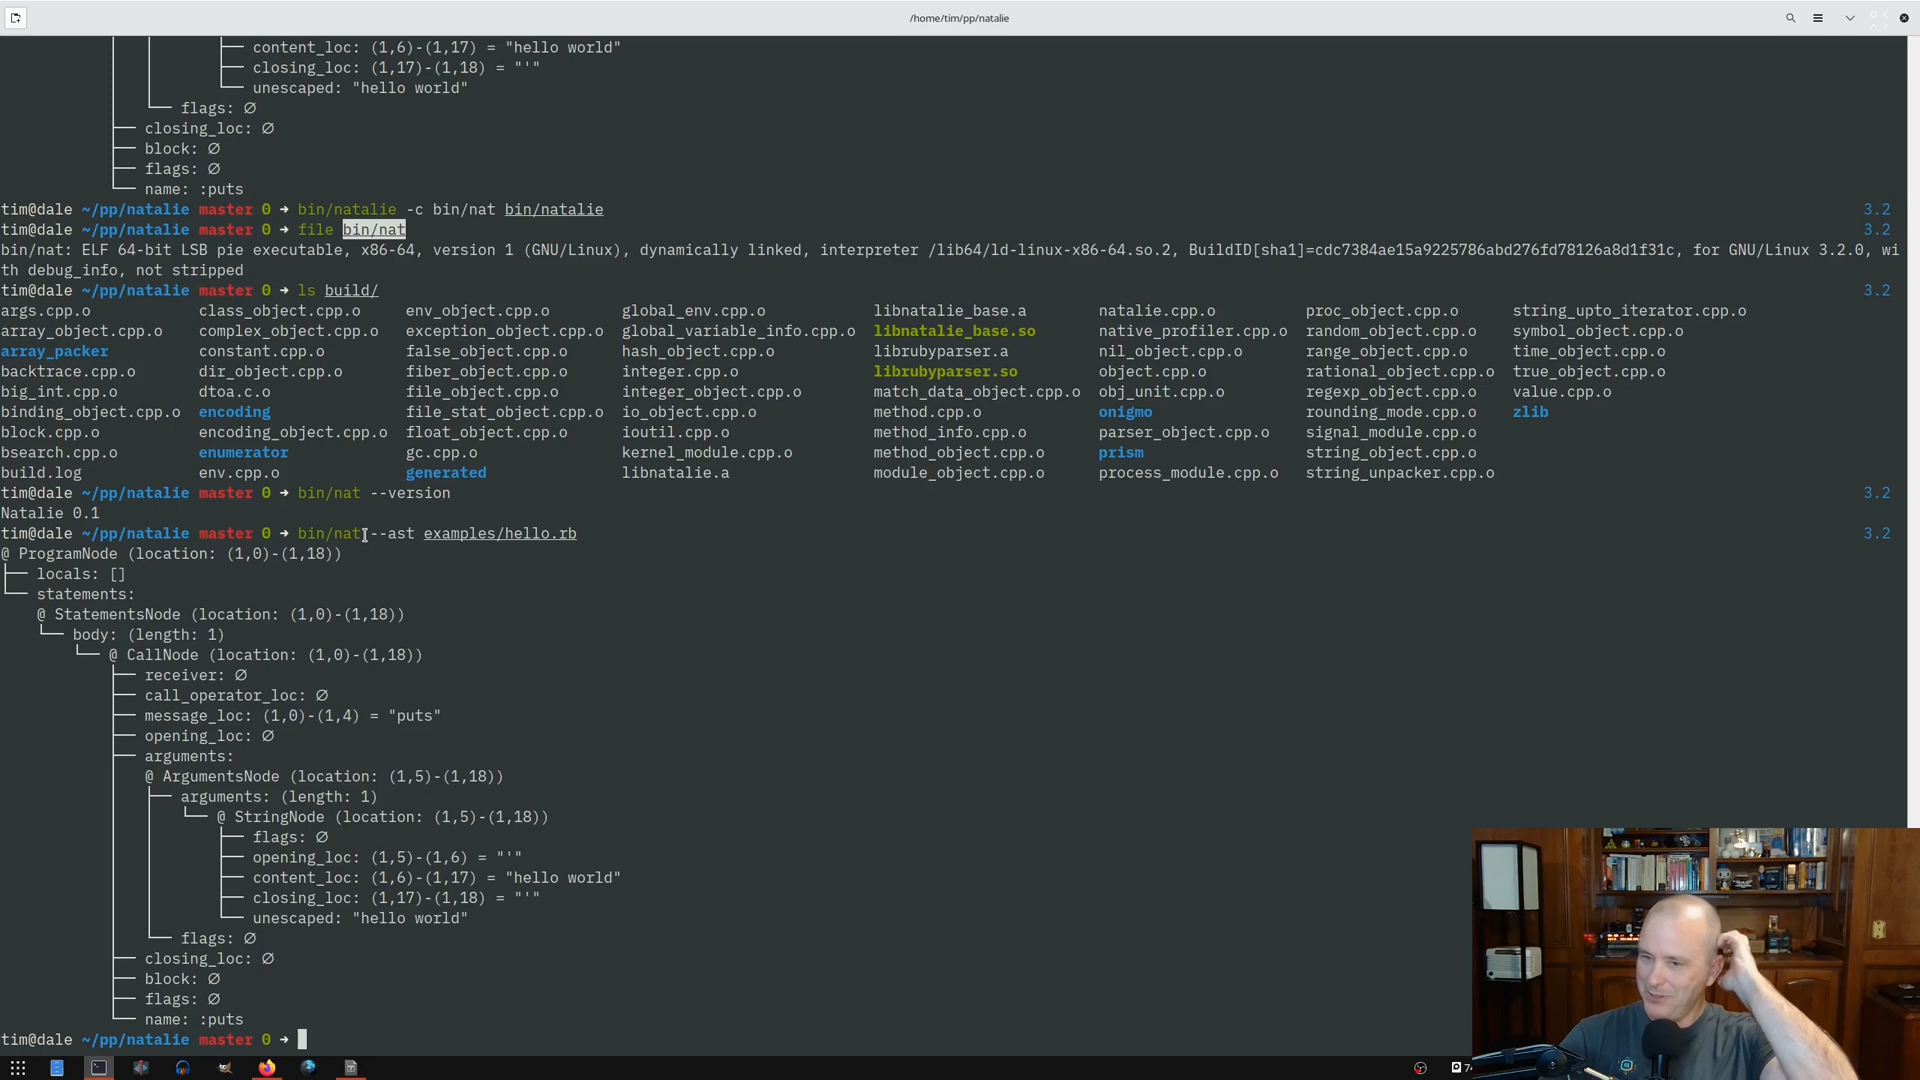 /home/tim/pp/natalie
├── content_loc: (1,6)-(1,17) = "hello world"
├── closing_loc: (1,17)-(1,18) = "'"
└── unescaped: "hello world"
└── flags: ∅
├── closing_loc: ∅
├── block: ∅
├── flags: ∅
└── name: :puts
tim@dale ~/pp/natalie master 0 → bin/natalie -c bin/nat bin/natalie 3.2
tim@dale ~/pp/natalie master 0 → file bin/nat 3.2
bin/nat: ELF 64-bit LSB pie executable, x86-64, version 1 (GNU/Linux), dynamically linked, interpreter /lib64/ld-linux-x86-64.so.2, BuildID[sha1]=cdc7384ae15a9225786abd276fd78126a8d1f31c, for GNU/Linux 3.2.0, wi
th debug_info, not stripped
tim@dale ~/pp/natalie master 0 → ls build/ 3.2
args.cpp.o class_object.cpp.o env_object.cpp.o global_env.cpp.o libnatalie_base.a natalie.cpp.o proc_object.cpp.o string_upto_iterator.cpp.o
array_object.cpp.o complex_object.cpp.o exception_object.cpp.o global_variable_info.cpp.o libnatalie_base.so native_profiler.cpp.o random_object.cpp.o symbol_object.cpp.o
array_packer constant.cpp.o false_object.cpp.o hash_object.cpp.o librubyparser.a nil_object.cpp.o range_object.cpp.o time_object.cpp.o
backtrace.cpp.o dir_object.cpp.o fiber_object.cpp.o integer.cpp.o librubyparser.so object.cpp.o rational_object.cpp.o true_object.cpp.o
big_int.cpp.o dtoa.c.o file_object.cpp.o integer_object.cpp.o match_data_object.cpp.o obj_unit.cpp.o regexp_object.cpp.o value.cpp.o
binding_object.cpp.o encoding file_stat_object.cpp.o io_object.cpp.o method.cpp.o onigmo rounding_mode.cpp.o zlib
block.cpp.o encoding_object.cpp.o float_object.cpp.o ioutil.cpp.o method_info.cpp.o parser_object.cpp.o signal_module.cpp.o
bsearch.cpp.o enumerator gc.cpp.o kernel_module.cpp.o method_object.cpp.o prism string_object.cpp.o
build.log env.cpp.o generated libnatalie.a module_object.cpp.o process_module.cpp.o string_unpacker.cpp.o
tim@dale ~/pp/natalie master 0 → bin/nat --version 3.2
Natalie 0.1
tim@dale ~/pp/natalie master 0 → bin/nat --ast examples/hello.rb 3.2
@ ProgramNode (location: (1,0)-(1,18))
├── locals: []
└── statements:
@ StatementsNode (location: (1,0)-(1,18))
└── body: (length: 1)
└── @ CallNode (location: (1,0)-(1,18))
├── receiver: ∅
├── call_operator_loc: ∅
├── message_loc: (1,0)-(1,4) = "puts"
├── opening_loc: ∅
├── arguments:
@ ArgumentsNode (location: (1,5)-(1,18))
├── arguments: (length: 1)
└── @ StringNode (location: (1,5)-(1,18))
├── flags: ∅
├── opening_loc: (1,5)-(1,6) = "'"
├── content_loc: (1,6)-(1,17) = "hello world"
├── closing_loc: (1,17)-(1,18) = "'"
└── unescaped: "hello world"
└── flags: ∅
├── closing_loc: ∅
├── block: ∅
├── flags: ∅
└── name: :puts
tim@dale ~/pp/natalie master 0 →